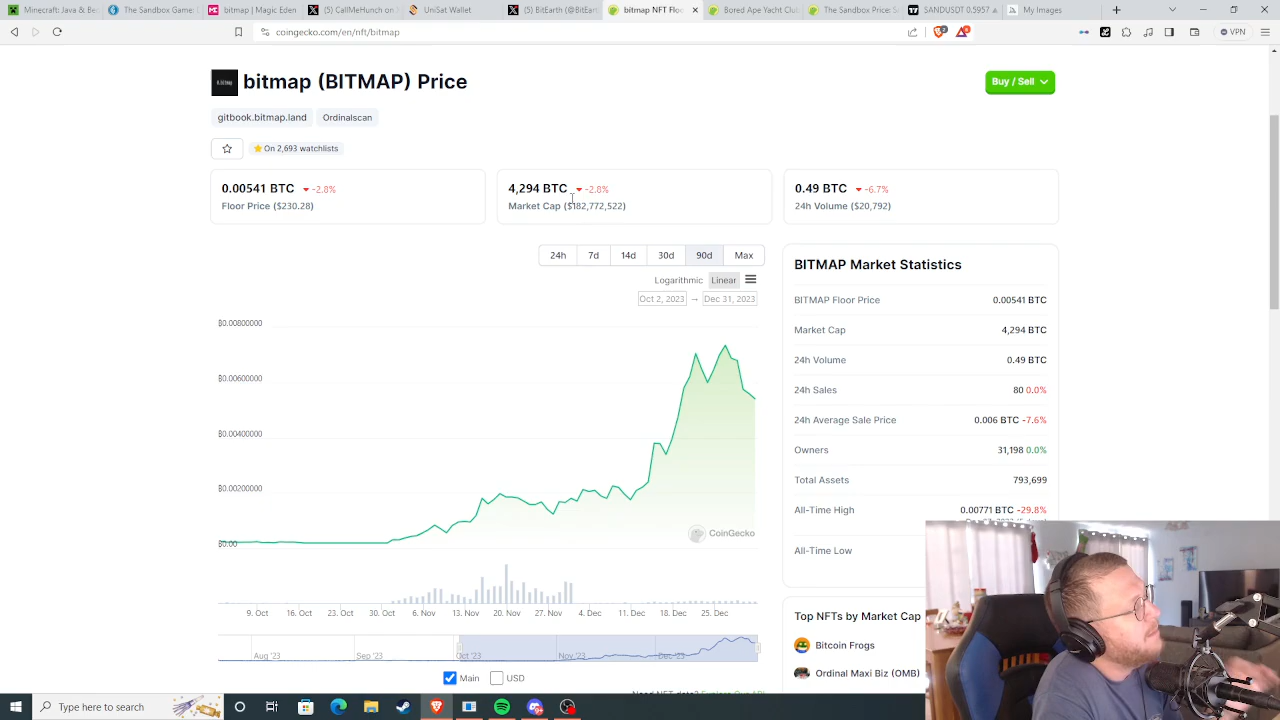 Minecraft: Java & Be
The Sandbox Game:
Magic Eden
CallmeHunch on
UniSat Wallet
(5) BitEarth (@BitEart
bitmap NFT Flo
Bored Ape Yacht Club
The Sandbox Price S
SANDUSDT 0.5957
My Images
coingecko.com/en/nft/bitmap
VPN
bitmap (BITMAP) Price
Buy / Sell
gitbook.bitmap.land
Ordinalscan
On 2,693 watchlists
0.00541 BTC -2.8%
Floor Price ($230.28)
4,294 BTC -2.8%
Market Cap ($182,772,522)
0.49 BTC -6.7%
24h Volume ($20,792)
24h 7d 14d 30d 90d Max
Logarithmic Linear
Oct 2, 2023 → Dec 31, 2023
₿0.00800000
₿0.00600000
₿0.00400000
₿0.00200000
₿0.00
CoinGecko
9. Oct 16. Oct 23. Oct 30. Oct 6. Nov 13. Nov 20. Nov 27. Nov 4. Dec 11. Dec 18. Dec 25. Dec
Aug '23 Sep '23 Oct '23 Nov '23 Dec '23
Main USD
Need NFT data? Explore Our API
BITMAP Market Statistics
BITMAP Floor Price 0.00541 BTC
Market Cap 4,294 BTC
24h Volume 0.49 BTC
24h Sales 80 0.0%
24h Average Sale Price 0.006 BTC -7.6%
Owners 31,198 0.0%
Total Assets 793,699
All-Time High 0.00771 BTC -29.8%
All-Time Low
Top NFTs by Market Cap
Bitcoin Frogs
Ordinal Maxi Biz (OMB)
Type here to search